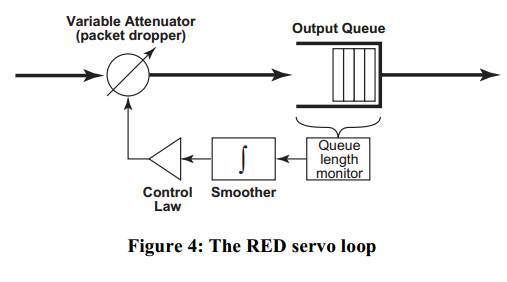 Variable Attenuator
(packet dropper)
Output Queue
Queue
length
monitor
∫
Control
Law
Smoother
Figure 4: The RED servo loop